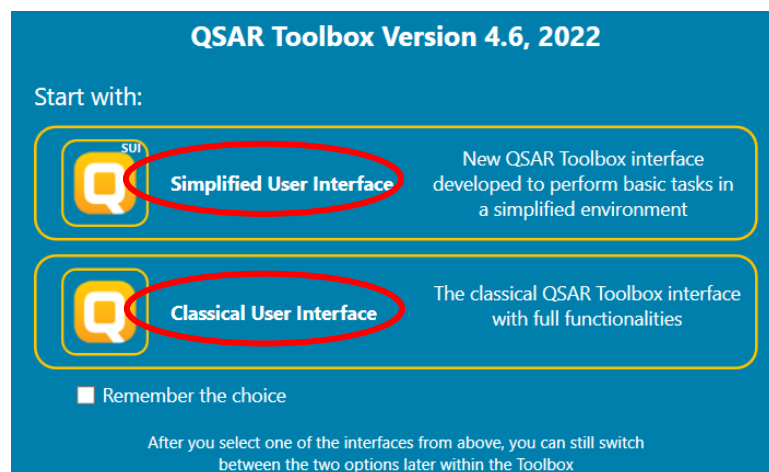 QSAR Toolbox Version 4.6, 2022
Start with:
SUI
Simplified User Interface
New QSAR Toolbox interface
developed to perform basic tasks in
a simplified environment
Classical User Interface
The classical QSAR Toolbox interface
with full functionalities
Remember the choice
After you select one of the interfaces from above, you can still switch
between the two options later within the Toolbox